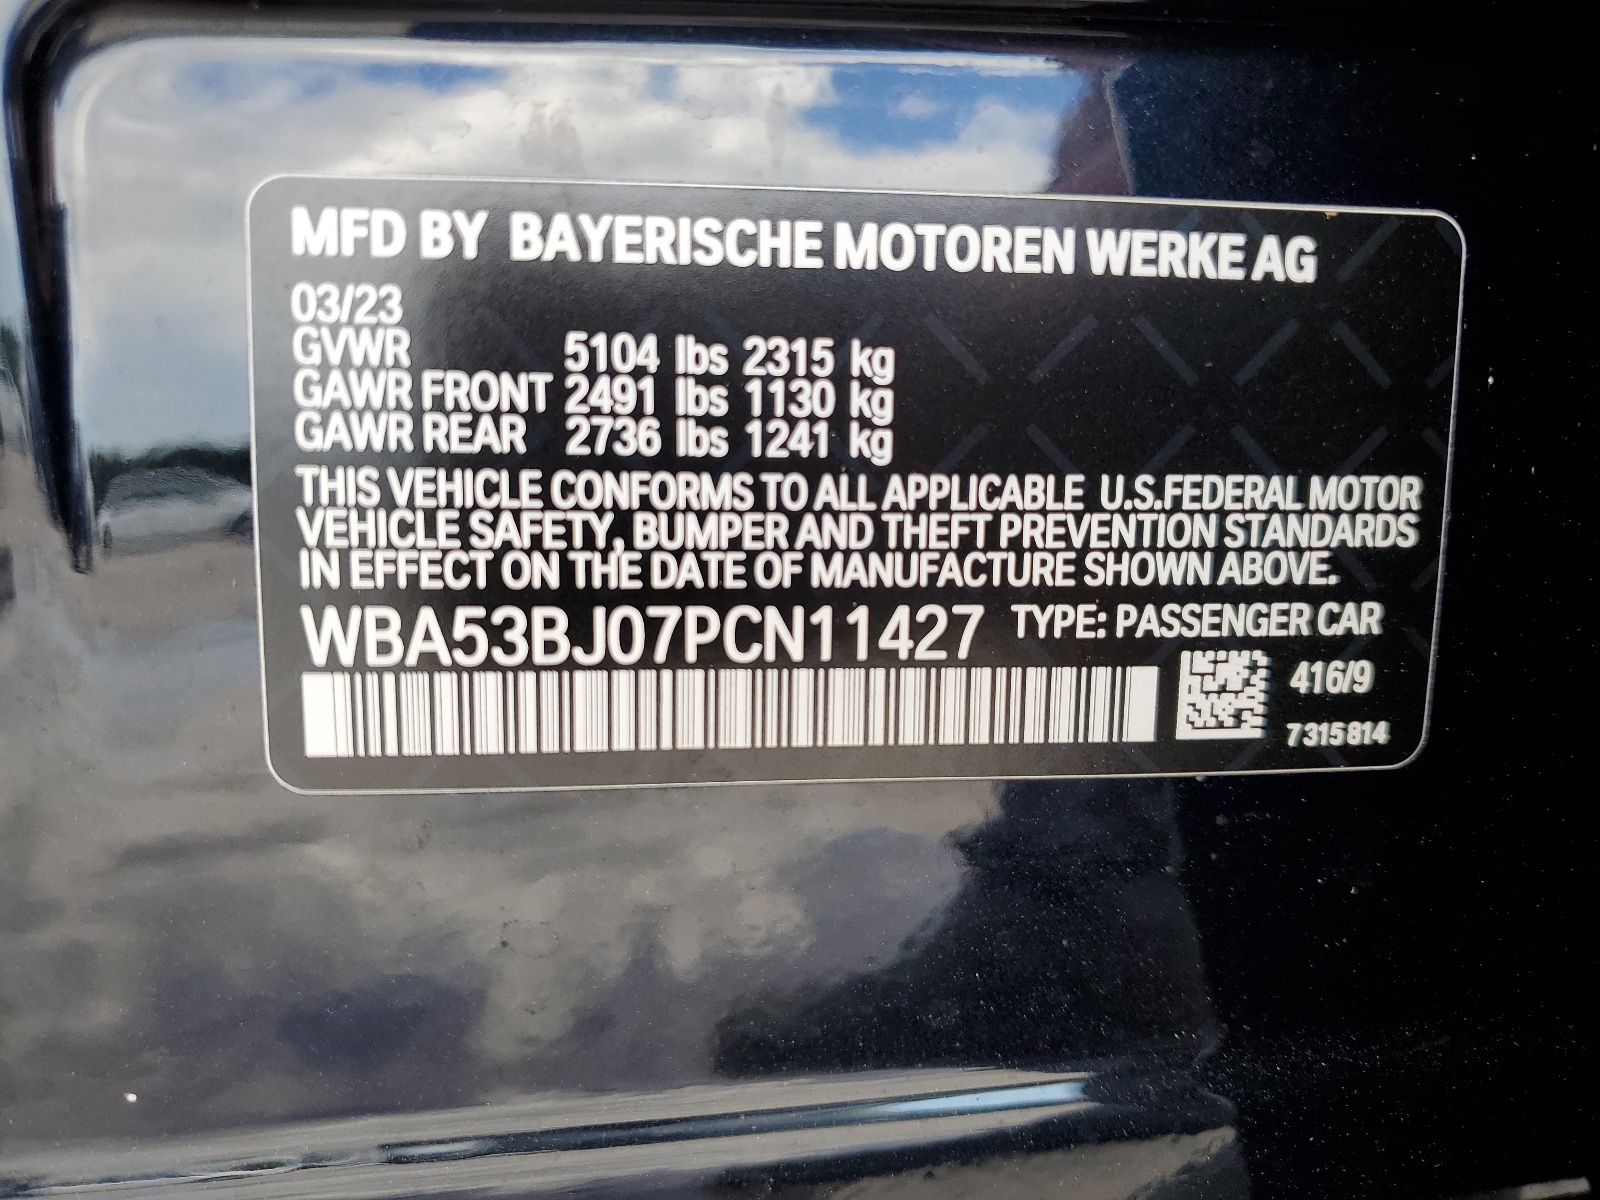 MFD BY BAYERISCHE MOTOREN WERKE AG
03/23
GVWR 5104 lbs 2315 kg
GAWR FRONT 2491 lbs 1130 kg
GAWR REAR 2736 lbs 1241 kg
THIS VEHICLE CONFORMS TO ALL APPLICABLE U.S.FEDERAL MOTOR
VEHICLE SAFETY, BUMPER AND THEFT PREVENTION STANDARDS
IN EFFECT ON THE DATE OF MANUFACTURE SHOWN ABOVE.
WBA53BJ07PCN11427 TYPE: PASSENGER CAR
416/9
7315814